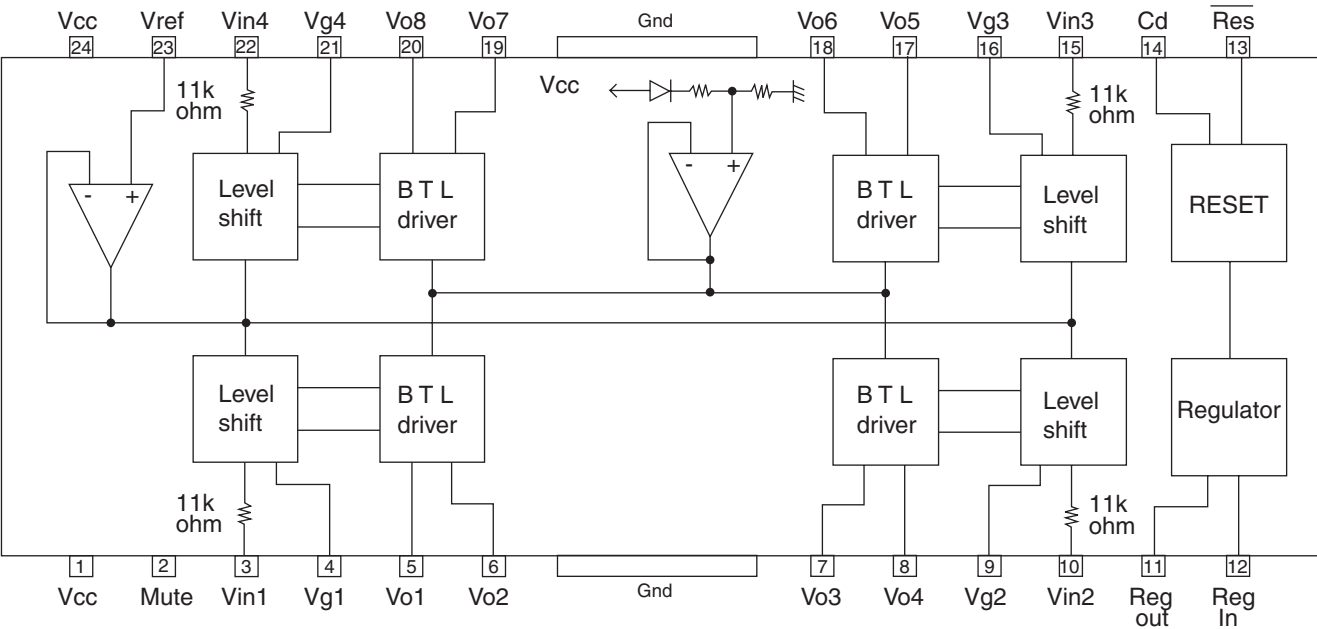 Vcc Vref Vin4 Vg4 Vo8 Vo7 Gnd Vo6 Vo5 Vg3 Vin3 Cd Res
24 23 22 21 20 19 18 17 16 15 14 13
11k
ohm
Vcc
11k
ohm
- +
Level
shift
B T L
driver
- +
B T L
driver
Level
shift
RESET
Level
shift
B T L
driver
B T L
driver
Level
shift
Regulator
11k
ohm
11k
ohm
1 2 3 4 5 6 7 8 9 10 11 12
Vcc Mute Vin1 Vg1 Vo1 Vo2 Gnd Vo3 Vo4 Vg2 Vin2 Reg out Reg In